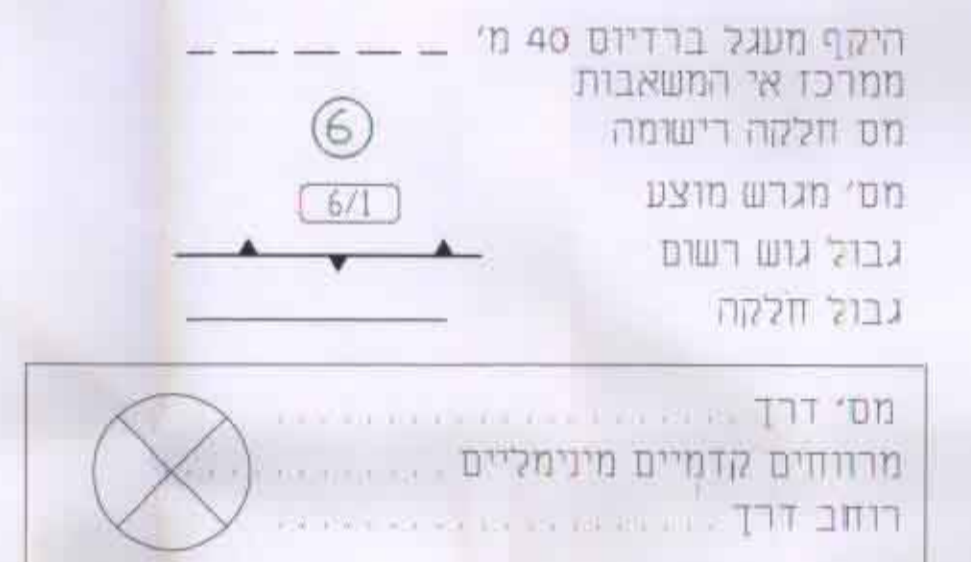 היקף מעגל ברדיוס 40 מ'
ממרכז אי המשאבות
מס חלקה רישומה 6
מס' מגרש מוצע 6/1
גבול גוש רשום
גבול חלקה
מס' דרך
מרווחים קדמיים מינימליים
רוחב דרך